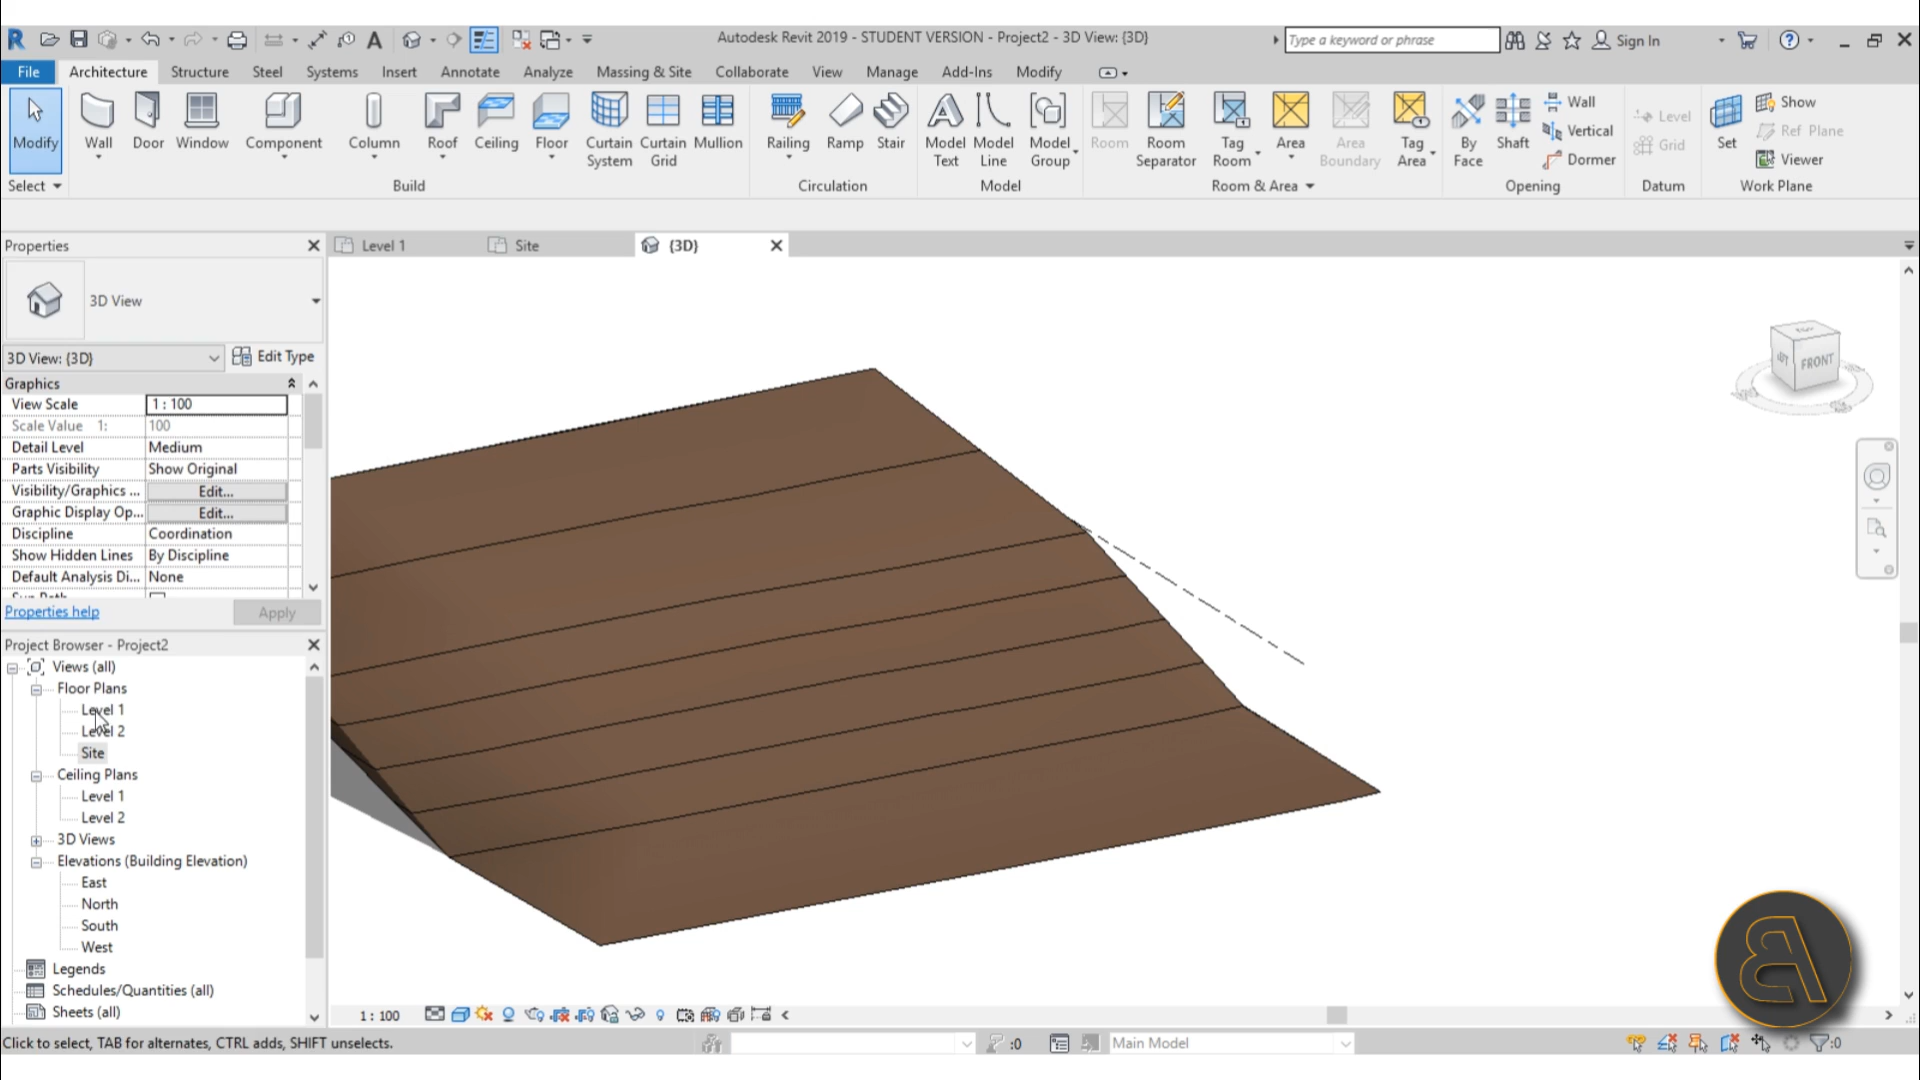 Autodesk Revit 2019 - STUDENT VERSION - Project2 - 3D View: {3D}
Type a keyword or phrase
Sign In
File Architecture Structure Steel Systems Insert Annotate Analyze Massing & Site Collaborate View Manage Add-Ins Modify
Modify
Wall
Door
Window
Component
Column
Roof
Ceiling
Floor
Curtain System
Curtain Grid
Mullion
Railing
Ramp
Stair
Model Text
Model Line
Model Group
Room
Room Separator
Tag Room
Area
Area Boundary
Tag Area
By Face
Shaft
Wall
Vertical
Dormer
Level
Grid
Set
Show
Ref Plane
Viewer
Select
Build
Circulation
Model
Room & Area
Opening
Datum
Work Plane
Properties
Level 1
Site
{3D}
3D View
3D View: {3D}
Edit Type
Graphics
View Scale 1 : 100
Scale Value 1: 100
Detail Level Medium
Parts Visibility Show Original
Visibility/Graphics ... Edit...
Graphic Display Op... Edit...
Discipline Coordination
Show Hidden Lines By Discipline
Default Analysis Di... None
Properties help
Apply
Project Browser - Project2
Views (all)
Floor Plans
Level 1
Level 2
Site
Ceiling Plans
Level 1
Level 2
3D Views
Elevations (Building Elevation)
East
North
South
West
Legends
Schedules/Quantities (all)
Sheets (all)
FRONT
1 : 100
Click to select, TAB for alternates, CTRL adds, SHIFT unselects.
:0
Main Model
:0